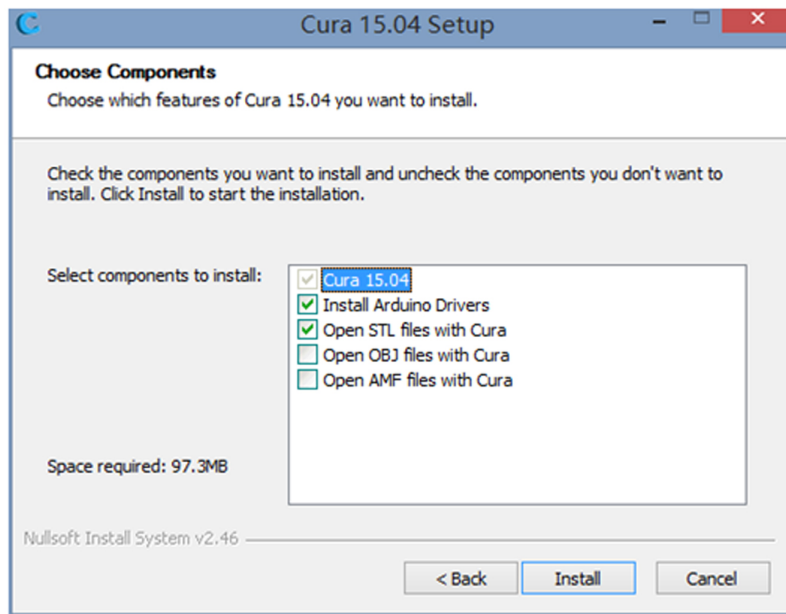 Cura 15.04 Setup
Choose Components
Choose which features of Cura 15.04 you want to install.
Check the components you want to install and uncheck the components you don't want to
install. Click Install to start the installation.
Select components to install:
Cura 15.04
Install Arduino Drivers
Open STL files with Cura
Open OBJ files with Cura
Open AMF files with Cura
Space required: 97.3MB
Nullsoft Install System v2.46
< Back
Install
Cancel